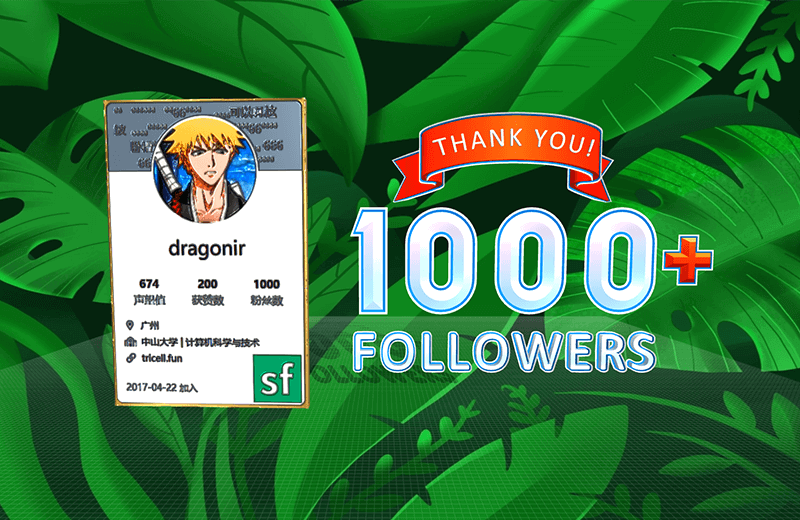 dragonir
674 200 1000
声望值 获赞数 粉丝数
广州
中山大学 | 计算机科学与技术
tricell.fun
2017-04-22 加入
sf
THANK YOU!
1000+
FOLLOWERS